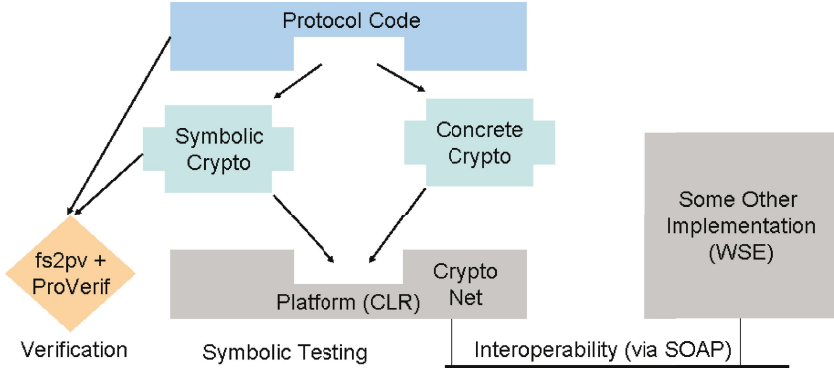 Protocol Code
Symbolic
Crypto
Concrete
Crypto
Some Other
Implementation
(WSE)
fs2pv +
ProVerif
Crypto
Net
Platform (CLR)
Verification
Symbolic Testing
Interoperability (via SOAP)